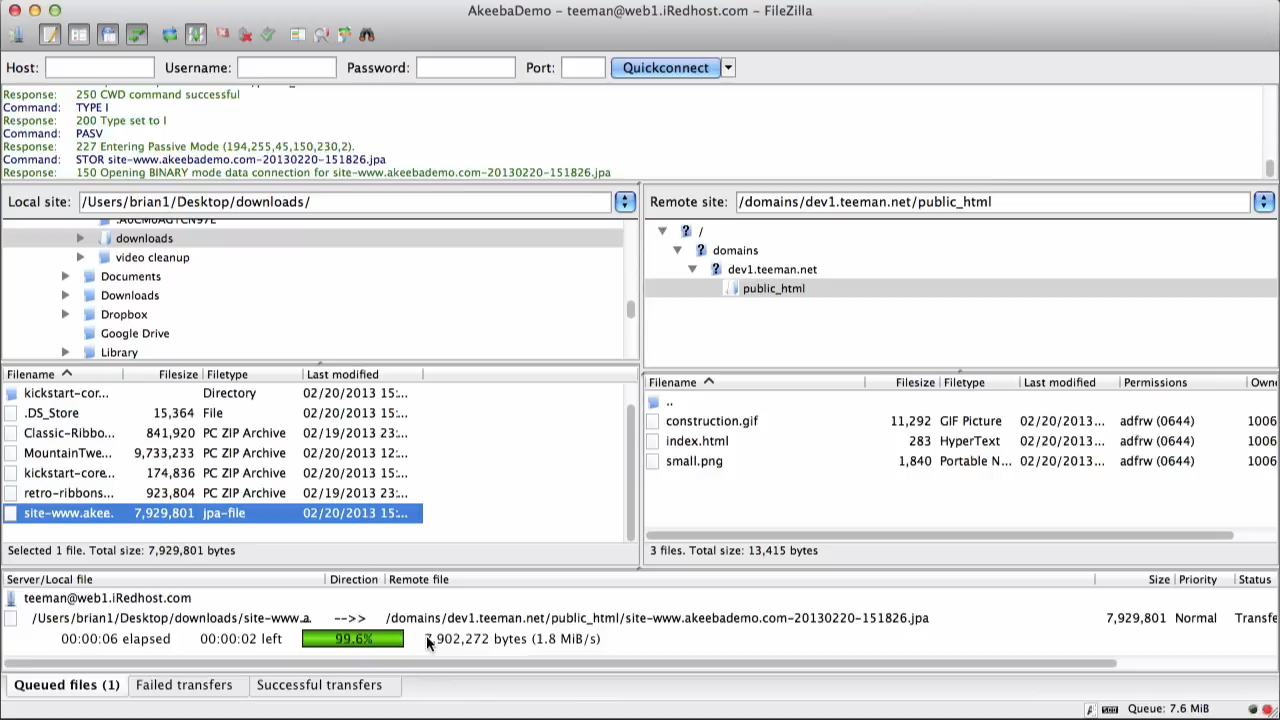 AkeebaDemo – teeman@web1.iRedhost.com – FileZilla
Host: Username: Password: Port: Quickconnect
Response: 250 CWD command successful
Command: TYPE I
Response: 200 Type set to I
Command: PASV
Response: 227 Entering Passive Mode (194,255,45,150,230,2).
Command: STOR site-www.akeebademo.com-20130220-151826.jpa
Response: 150 Opening BINARY mode data connection for site-www.akeebademo.com-20130220-151826.jpa
Local site: /Users/brian1/Desktop/downloads/
downloads
video cleanup
Documents
Downloads
Dropbox
Google Drive
Library
Filename Filesize Filetype Last modified
kickstart-cor... Directory 02/20/2013 15:...
.DS_Store 15,364 File 02/20/2013 15:...
Classic-Ribbo... 841,920 PC ZIP Archive 02/19/2013 23:...
MountainTwe... 9,733,233 PC ZIP Archive 02/20/2013 12:...
kickstart-core... 174,836 PC ZIP Archive 02/20/2013 15:...
retro-ribbons... 923,804 PC ZIP Archive 02/19/2013 23:...
site-www.akee. 7,929,801 jpa-file 02/20/2013 15:...
Selected 1 file. Total size: 7,929,801 bytes
Remote site: /domains/dev1.teeman.net/public_html
? /
? domains
? dev1.teeman.net
public_html
Filename Filesize Filetype Last modified Permissions Owne
..
construction.gif 11,292 GIF Picture 02/20/2013... adfrw (0644) 1006
index.html 283 HyperText 02/20/2013... adfrw (0644) 1006
small.png 1,840 Portable N... 02/20/2013... adfrw (0644) 1006
3 files. Total size: 13,415 bytes
Server/Local file Direction Remote file Size Priority Status
teeman@web1.iRedhost.com
/Users/brian1/Desktop/downloads/site-www.a. -->> /domains/dev1.teeman.net/public_html/site-www.akeebademo.com-20130220-151826.jpa 7,929,801 Normal Transfe
00:00:06 elapsed 00:00:02 left 99.6% 7,902,272 bytes (1.8 MiB/s)
Queued files (1) Failed transfers Successful transfers
Queue: 7.6 MiB